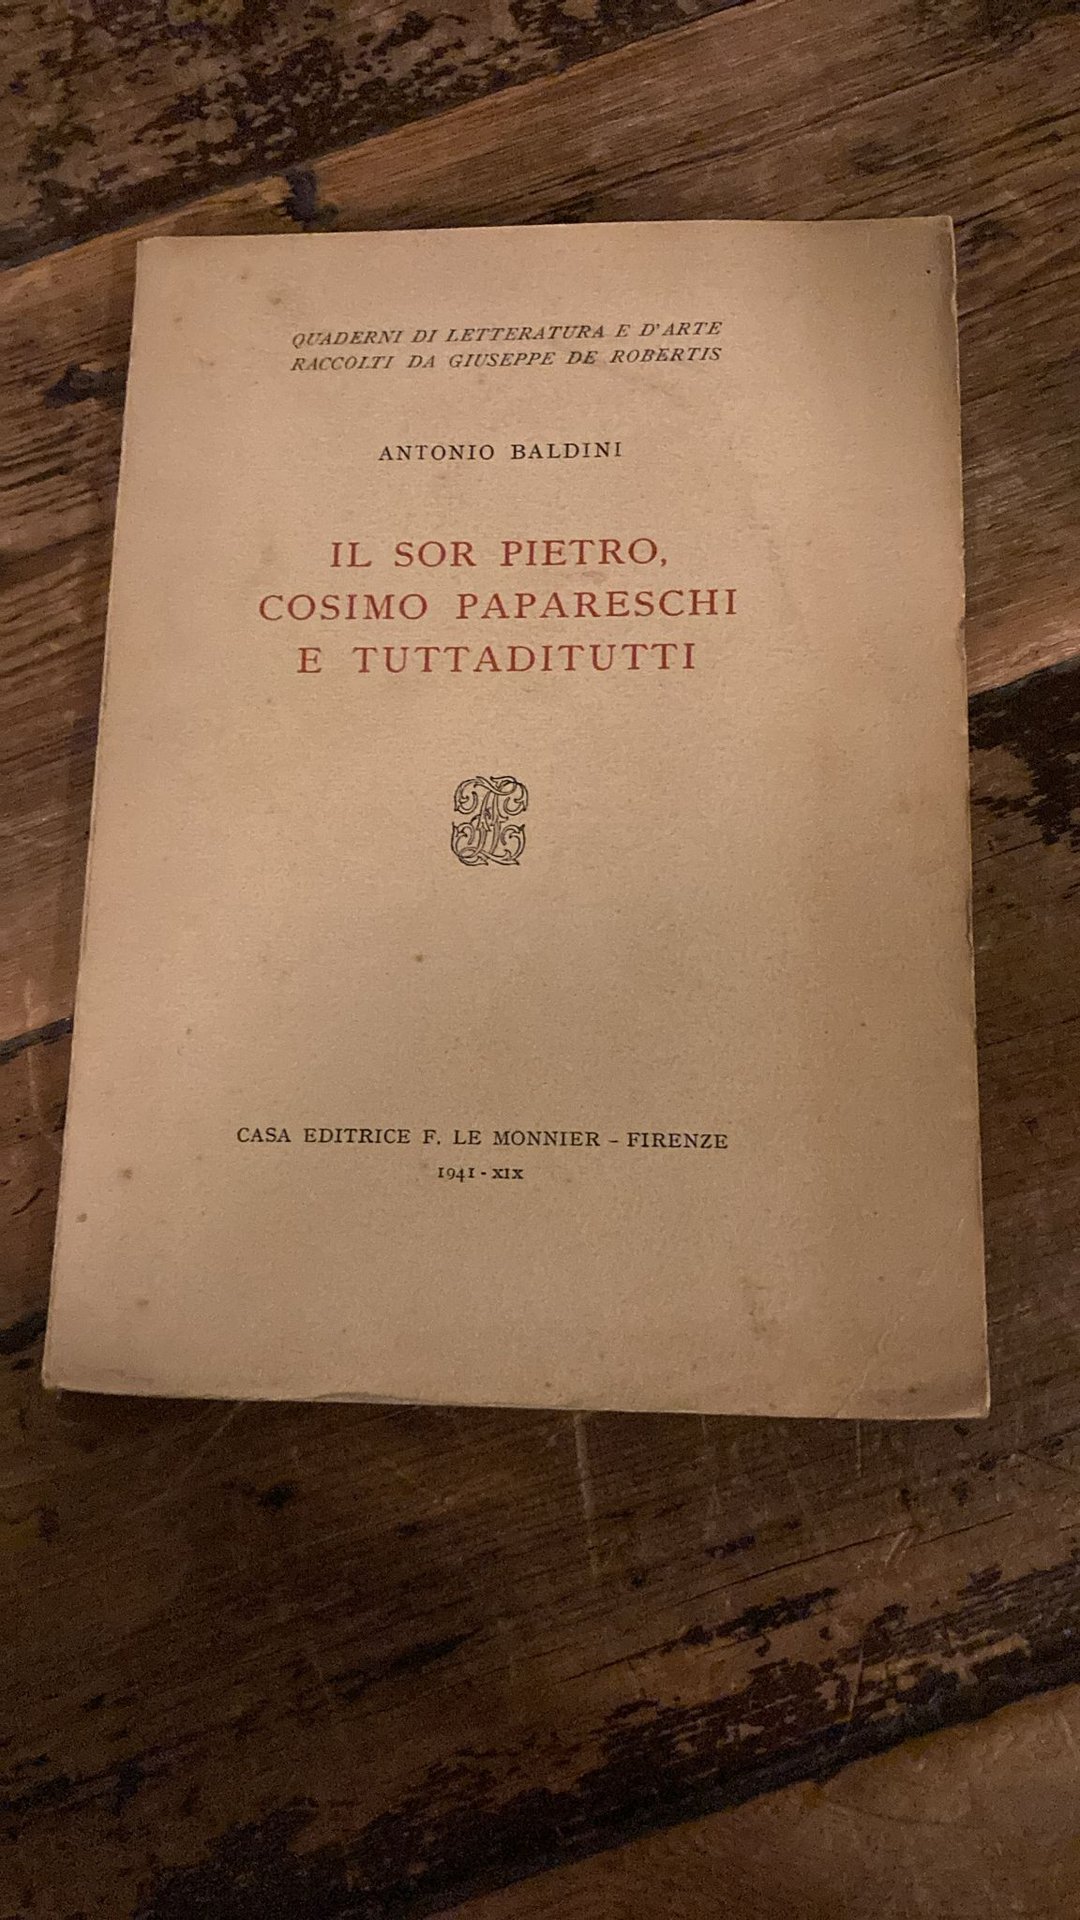 QUADERNI DI LETTERATURA E D'ARTE
RACCOLTI DA GIUSEPPE DE ROBERTIS
ANTONIO BALDINI
IL SOR PIETRO,
COSIMO PAPARESCHI
E TUTTADITUTTI
CASA EDITRICE F. LE MONNIER – FIRENZE
1941 - XIX